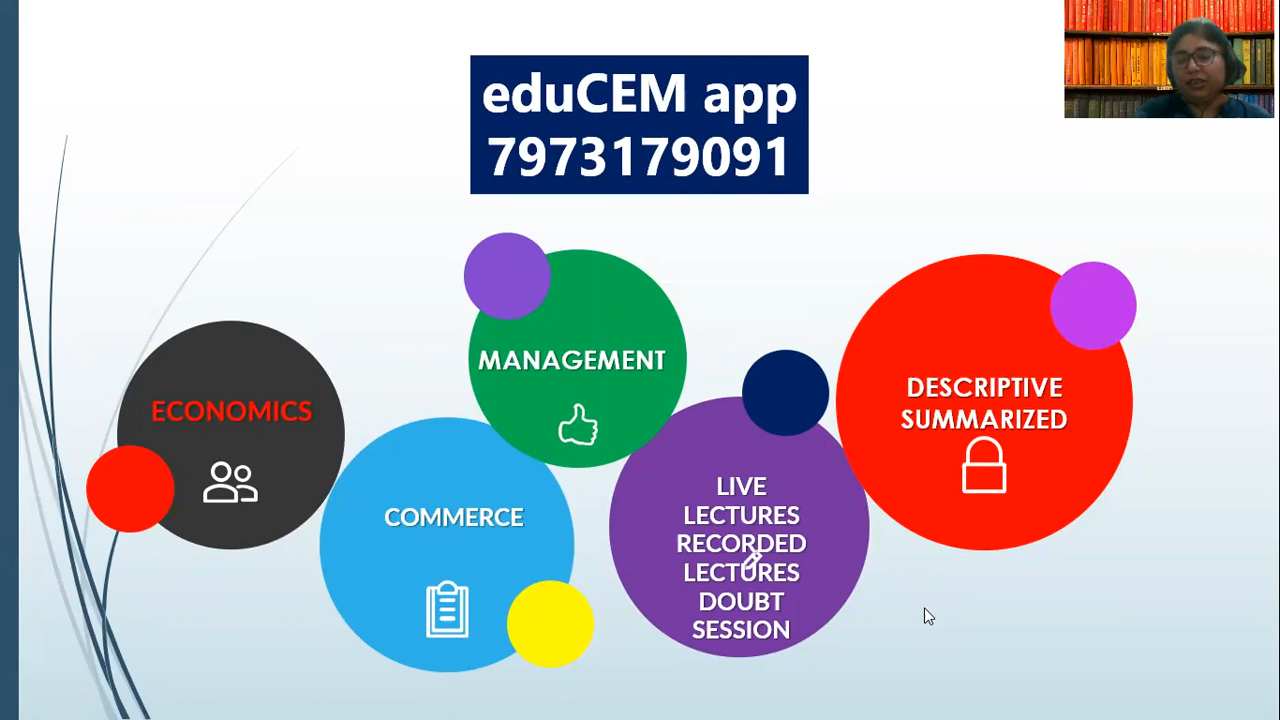 eduCEM app
7973179091
ECONOMICS
COMMERCE
MANAGEMENT
LIVE
LECTURES
RECORDED
LECTURES
DOUBT
SESSION
DESCRIPTIVE
SUMMARIZED